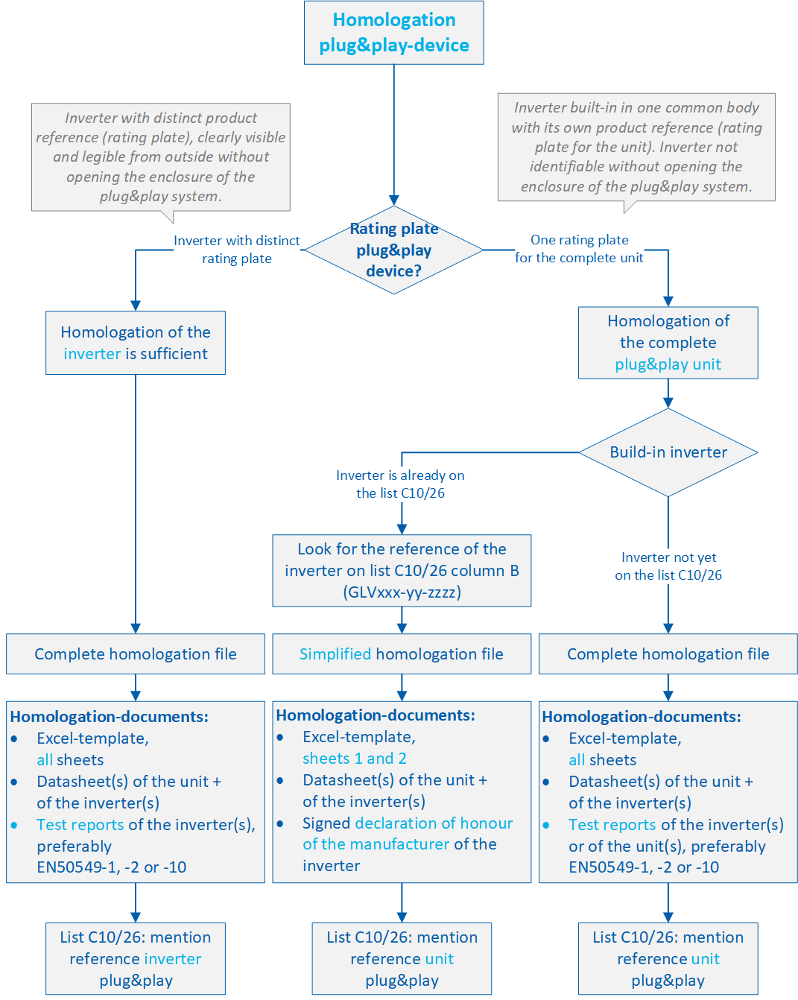 Homologation
plug&play-device
Inverter with distinct product
reference (rating plate), clearly visible
and legible from outside without
opening the enclosure of the
plug&play system.
Inverter built-in in one common body
with its own product reference (rating
plate for the unit). Inverter not
identifiable without opening the
enclosure of the plug&play system.
Rating plate
plug&play
device?
Inverter with distinct
rating plate
One rating plate
for the complete unit
Homologation of the
inverter is sufficient
Homologation of
the complete
plug&play unit
Build-in inverter
Inverter is already on
the list C10/26
Inverter not yet
on the list C10/26
Look for the reference of the
inverter on list C10/26 column B
(GLVxxx-yy-zzzz)
Complete homologation file
Simplified homologation file
Complete homologation file
Homologation-documents:
● Excel-template,
all sheets
● Datasheet(s) of the unit +
of the inverter(s)
● Test reports of the inverter(s),
preferably
EN50549-1, -2 or -10
Homologation-documents:
● Excel-template,
sheets 1 and 2
● Datasheet(s) of the unit +
of the inverter(s)
● Signed declaration of honour
of the manufacturer of the
inverter
Homologation-documents:
● Excel-template,
all sheets
● Datasheet(s) of the unit +
of the inverter(s)
● Test reports of the inverter(s)
or of the unit(s), preferably
EN50549-1, -2 or -10
List C10/26: mention
reference inverter
plug&play
List C10/26: mention
reference unit
plug&play
List C10/26: mention
reference unit
plug&play